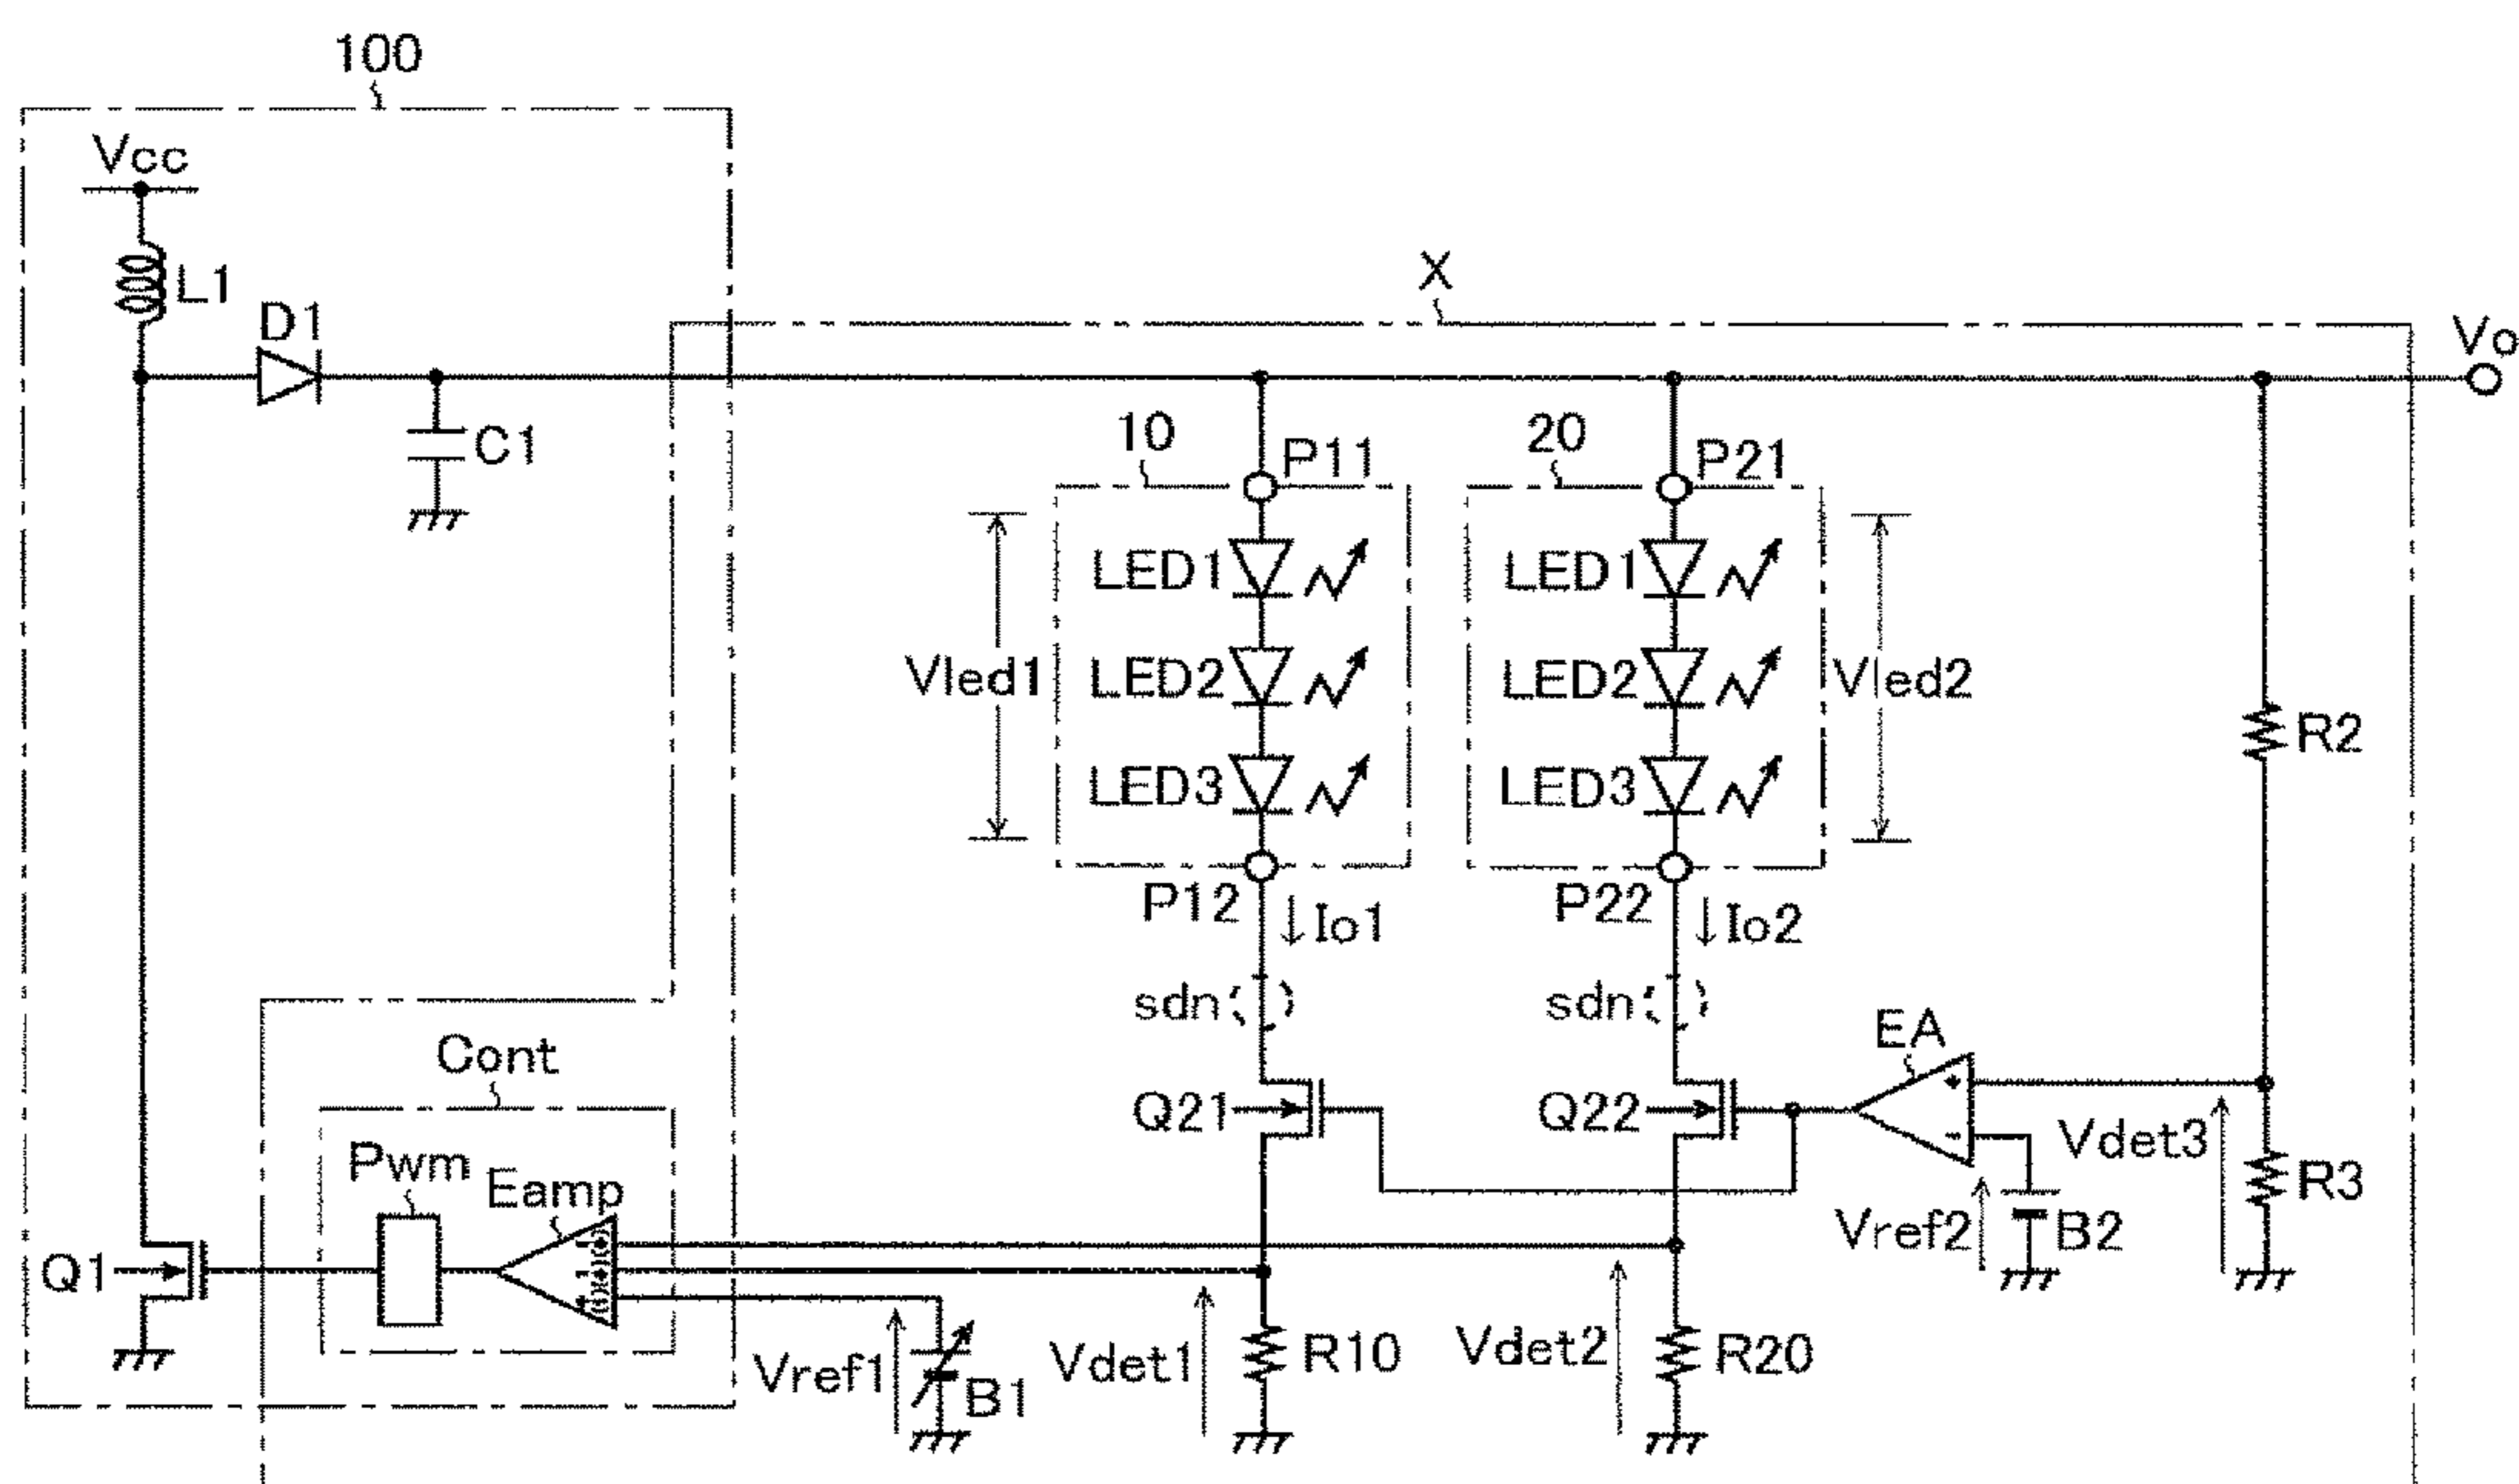 100
Vcc
L1
D1
C1
X
Vo
10
P11
20
P21
LED1
LED1
Vled1
LED2
LED2
Vled2
R2
LED3
LED3
P12
Io1
P22
Io2
sdn
sdn
EA
Cont
Q21
Q22
Vdet3
Pwm
Eamp
R3
Vref2
B2
Q1
Vref1
B1
Vdet1
R10
Vdet2
R20